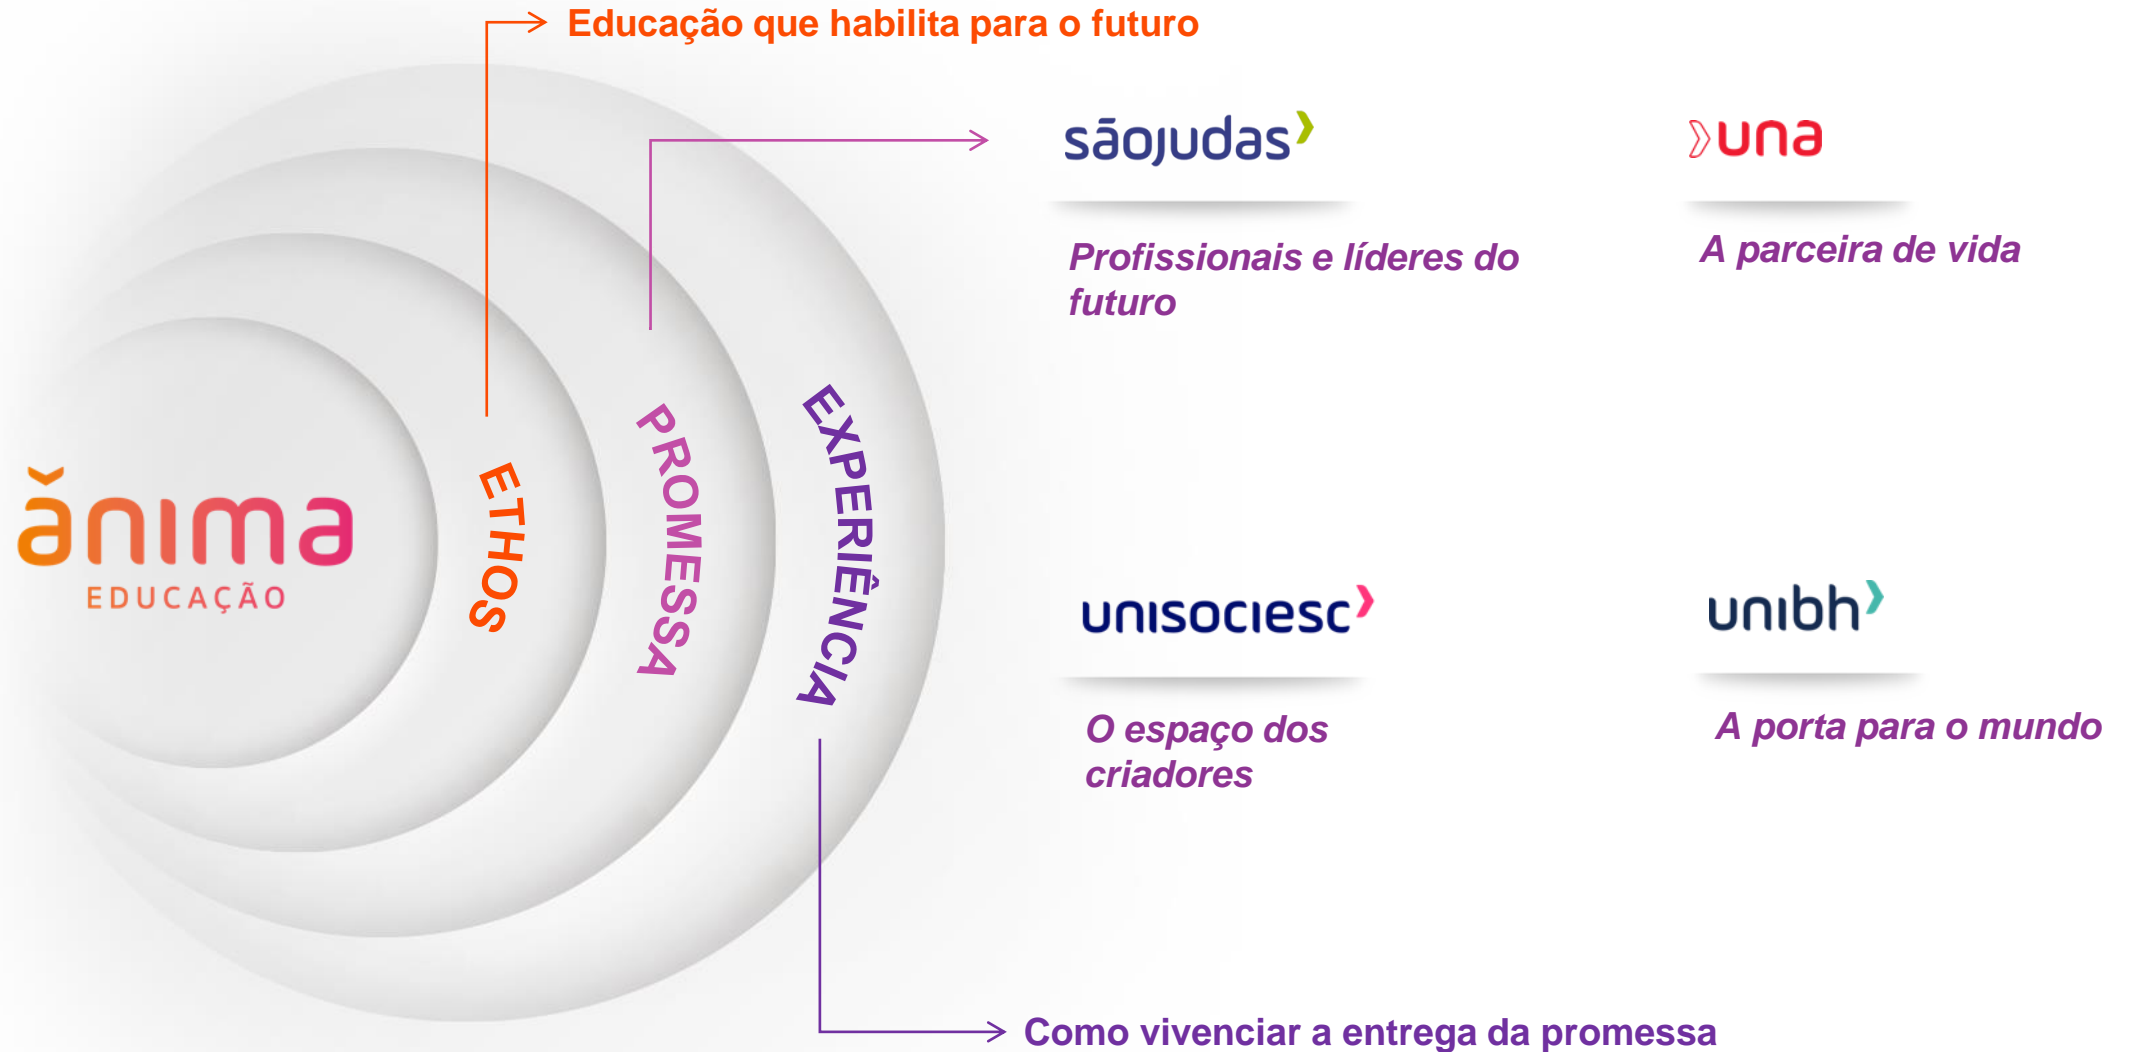 Educação que habilita para o futuro
sãojudas
una
Profissionais e líderes do
futuro
A parceira de vida
ănıma
EDUCAÇÃO
ETHOS
PROMESSA
EXPERIÊNCIA
unisociesc
unibh
O espaço dos
criadores
A porta para o mundo
Como vivenciar a entrega da promessa